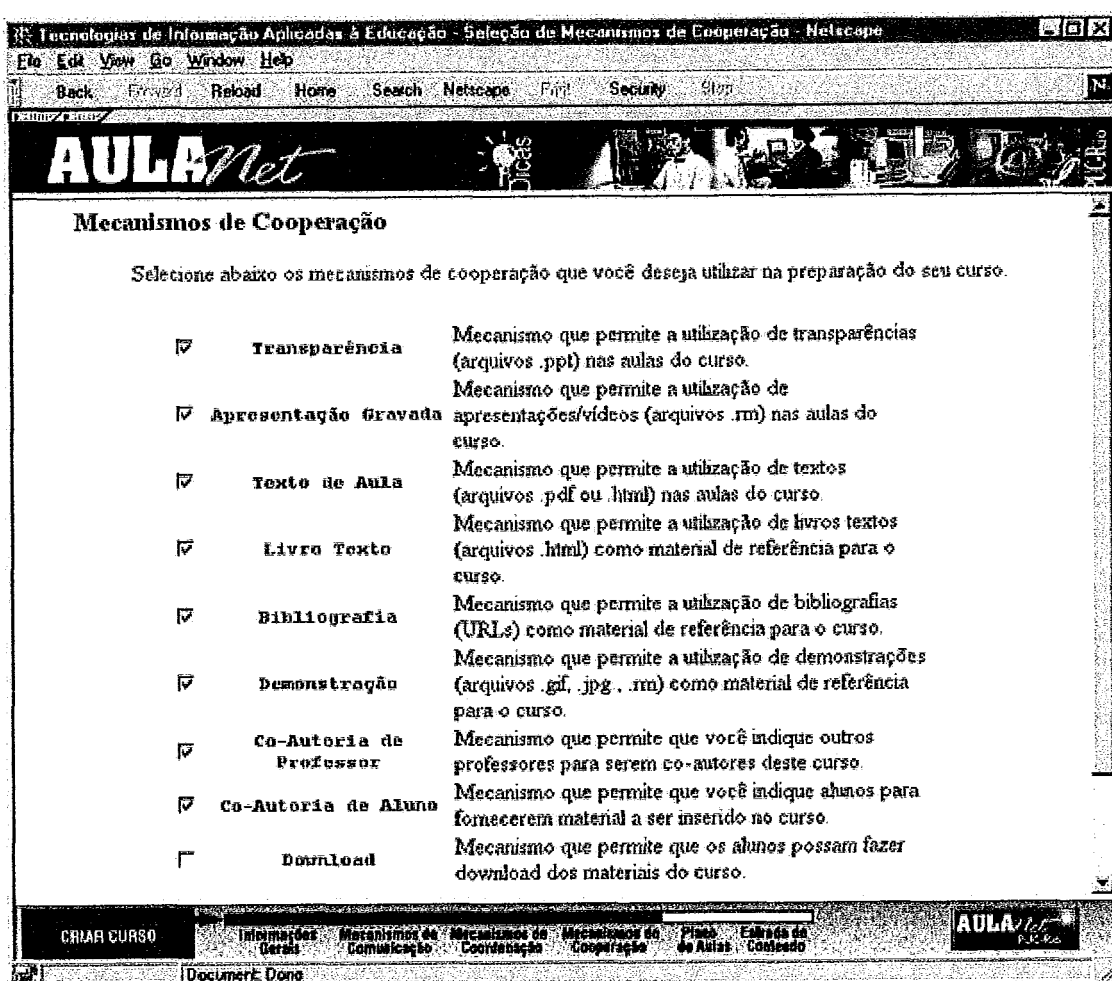 Tecnologias de Informação Aplicadas à Educação - Seleção de Mecanismos de Cooperação - Netscape
File Edit View Go Window Help
Back Forward Reload Home Search Netscape Print Security Stop
N
AULANet
Dicas
PUC-Rio
Mecanismos de Cooperação
Selecione abaixo os mecanismos de cooperação que você deseja utilizar na preparação do seu curso.
Transparência
Mecanismo que permite a utilização de transparências
(arquivos .ppt) nas aulas do curso.
Apresentação Gravada
Mecanismo que permite a utilização de
apresentações/vídeos (arquivos .rm) nas aulas do
curso.
Texto de Aula
Mecanismo que permite a utilização de textos
(arquivos .pdf ou .html) nas aulas do curso.
Livro Texto
Mecanismo que permite a utilização de livros textos
(arquivos .html) como material de referência para o
curso.
Bibliografia
Mecanismo que permite a utilização de bibliografias
(URLs) como material de referência para o curso.
Demonstração
Mecanismo que permite a utilização de demonstrações
(arquivos .gif, .jpg , .rm) como material de referência
para o curso.
Co-Autoria de
Professor
Mecanismo que permite que você indique outros
professores para serem co-autores deste curso.
Co-Autoria de Aluno
Mecanismo que permite que você indique alunos para
fornecerem material a ser inserido no curso.
Download
Mecanismo que permite que os alunos possam fazer
download dos materiais do curso.
CRIAR CURSO
Informações
Gerais
Mecanismos de
Comunicação
Mecanismos de
Coordenação
Mecanismos de
Cooperação
Plano
de Aulas
Entrada de
Conteúdo
AULANet
PUC-Rio
Document: Done